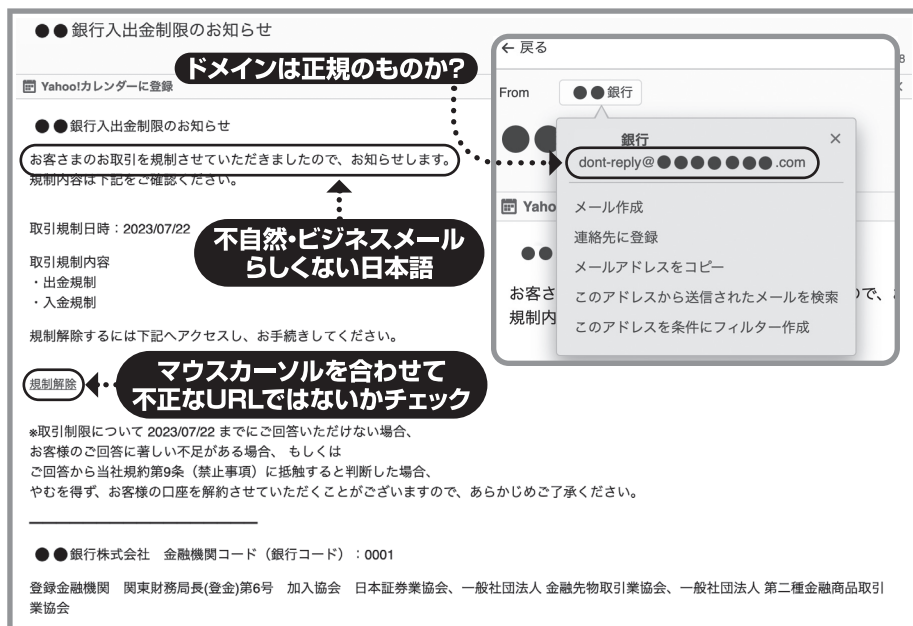 ●●銀行入出金制限のお知らせ
ドメインは正規のものか?
8
Yahoo!カレンダーに登録
●●銀行入出金制限のお知らせ
お客さまのお取引を規制させていただきましたので、お知らせします。
規制内容は下記をご確認ください。
取引規制日時：2023/07/22
不自然・ビジネスメール
らしくない日本語
取引規制内容
・出金規制
・入金規制
規制解除するには下記へアクセスし、お手続きしてください。
規制解除
マウスカーソルを合わせて
不正なURLではないかチェック
※取引制限について 2023/07/22 までにご回答いただけない場合、
お客様のご回答に著しい不足がある場合、 もしくは
ご回答から当社規約第9条（禁止事項）に抵触すると判断した場合、
やむを得ず、お客様の口座を解約させていただくことがございますので、あらかじめご了承ください。
●●銀行株式会社　金融機関コード（銀行コード）：0001
登録金融機関　関東財務局長(登金)第6号　加入協会　日本証券業協会、一般社団法人 金融先物取引業協会、一般社団法人 第二種金融商品取引
業協会
← 戻る
From ●●銀行
●●
銀行 ×
dont-reply@●●●●●●●.com
Yaho
メール作成
連絡先に登録
●●
メールアドレスをコピー
お客さ
このアドレスから送信されたメールを検索
ので、
規制内
このアドレスを条件にフィルター作成